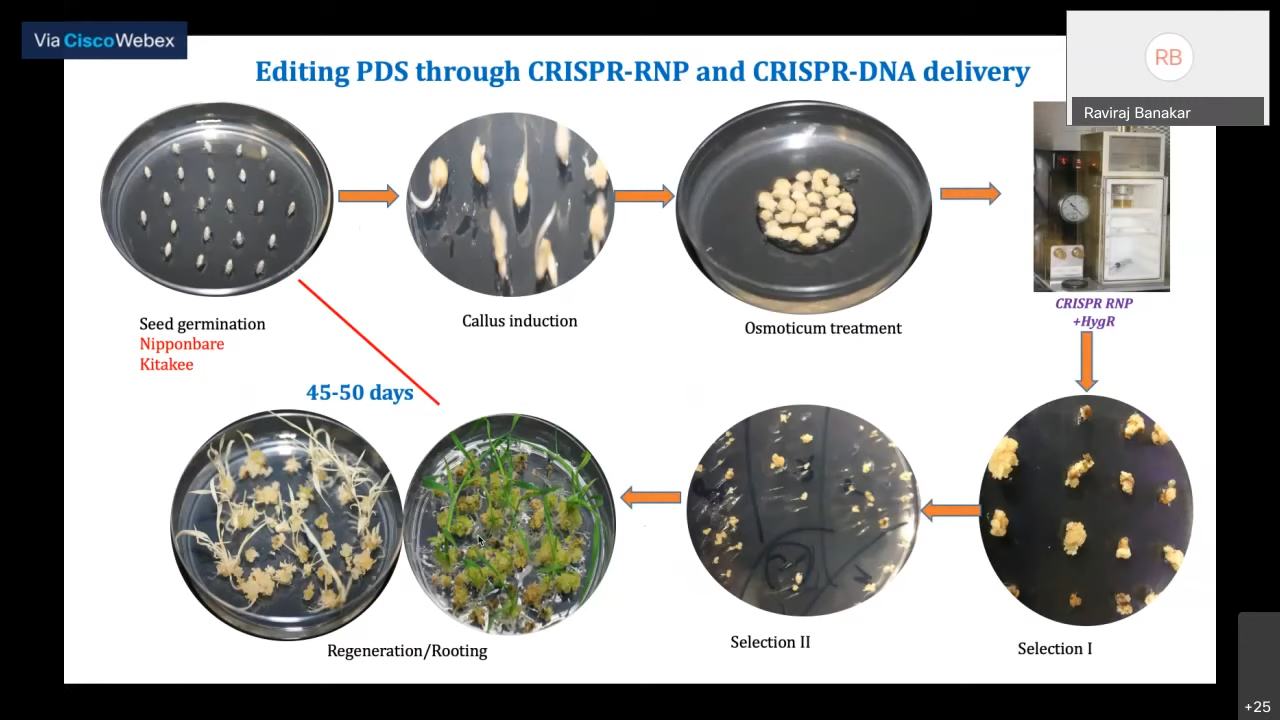 Via CiscoWebex
Editing PDS through CRISPR-RNP and CRISPR-DNA delivery
RB
Raviraj Banakar
Seed germination
Nipponbare
Kitakee
Callus induction
Osmoticum treatment
CRISPR RNP
+HygR
45-50 days
Regeneration/Rooting
Selection II
Selection I
+25